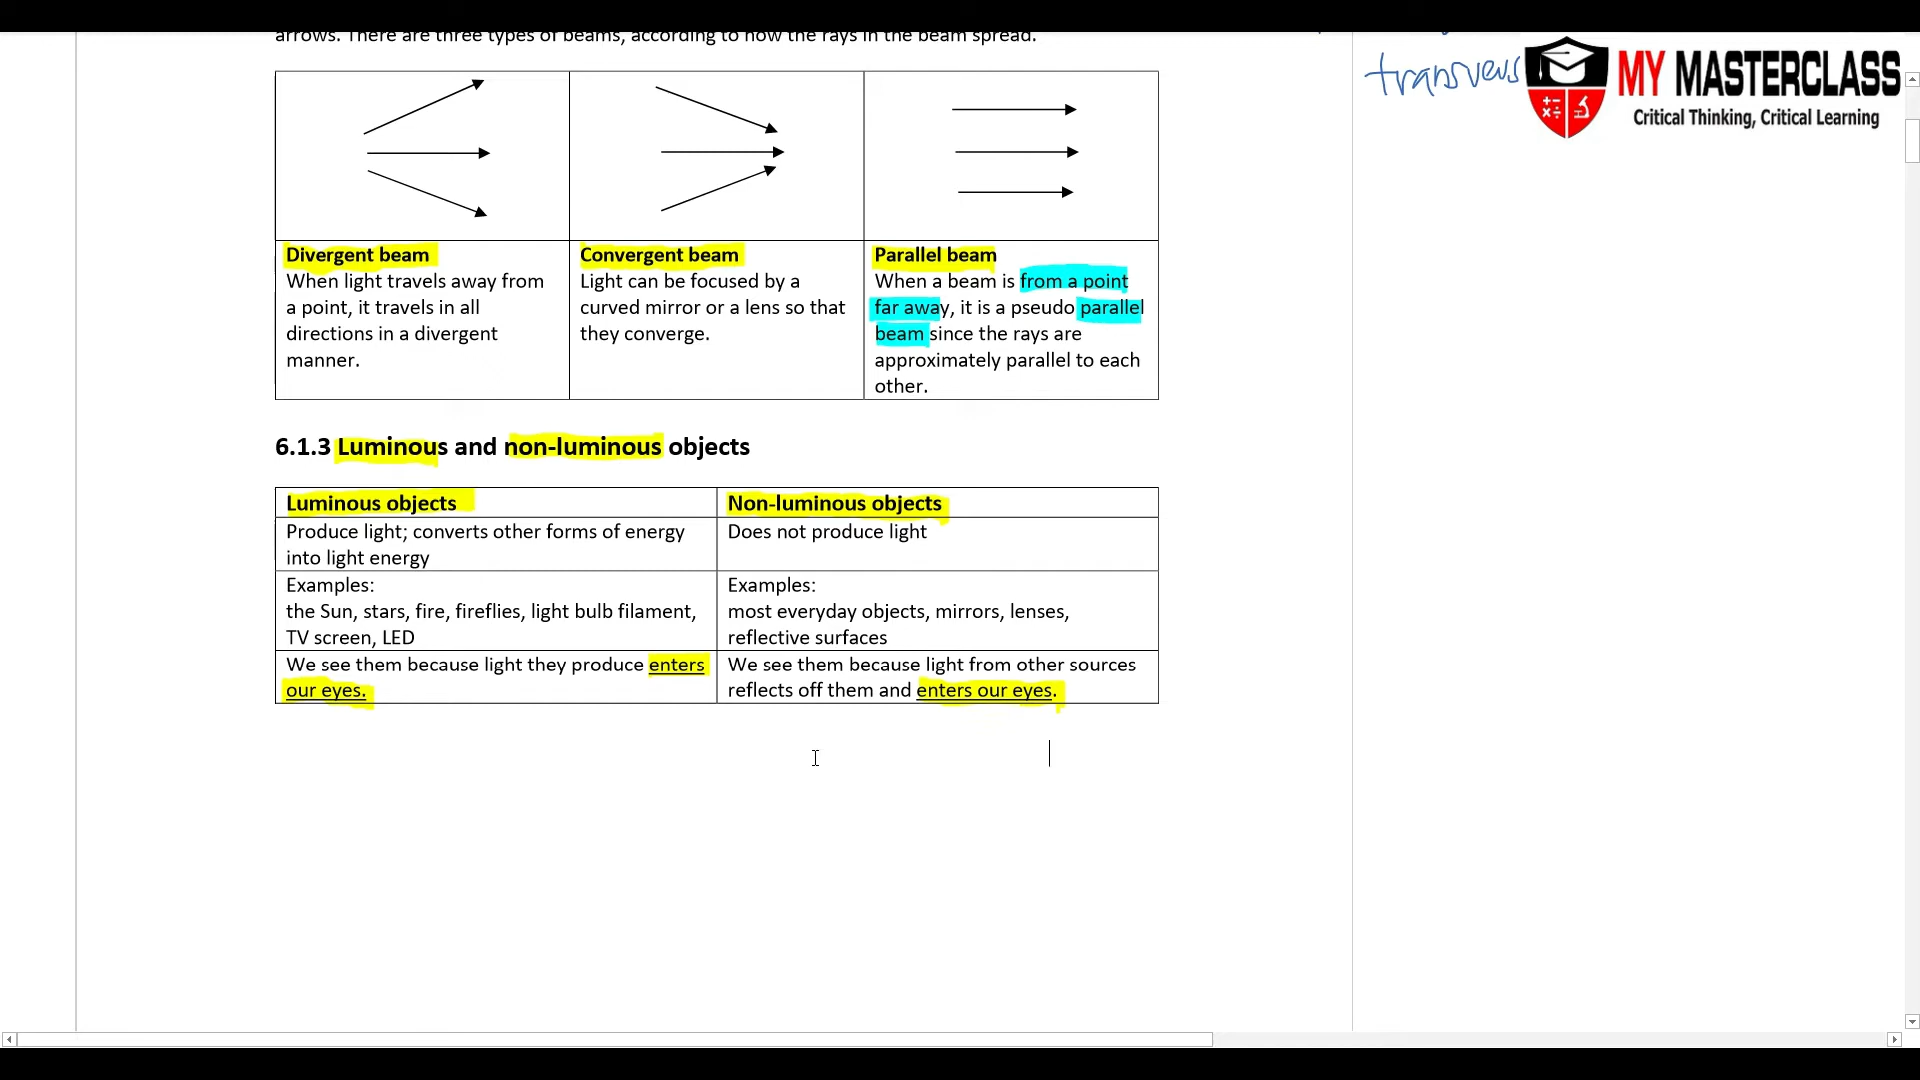 arrows. There are three types of beams, according to how the rays in the beam spread.
transvers
MY MASTERCLASS
Critical Thinking, Critical Learning
Divergent beam
When light travels away from
a point, it travels in all
directions in a divergent
manner.
Convergent beam
Light can be focused by a
curved mirror or a lens so that
they converge.
Parallel beam
When a beam is from a point
far away, it is a pseudo parallel
beam since the rays are
approximately parallel to each
other.
6.1.3 Luminous and non-luminous objects
Luminous objects
Non-luminous objects
Produce light; converts other forms of energy
into light energy
Does not produce light
Examples:
the Sun, stars, fire, fireflies, light bulb filament,
TV screen, LED
Examples:
most everyday objects, mirrors, lenses,
reflective surfaces
We see them because light they produce enters
our eyes.
We see them because light from other sources
reflects off them and enters our eyes.